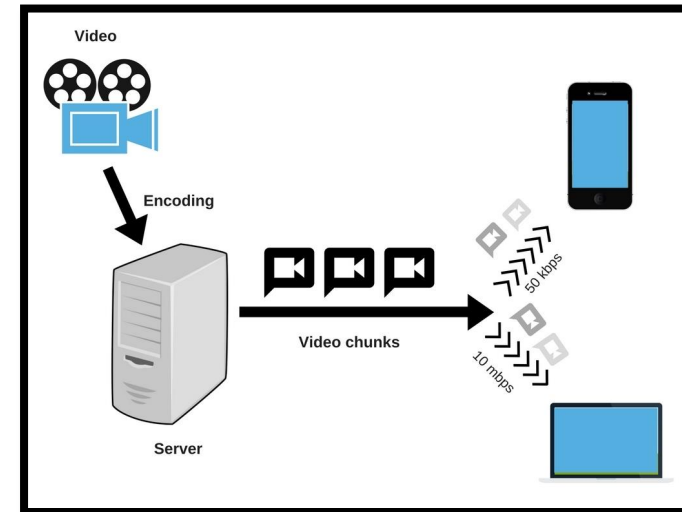 Video
Encoding
50 kbps
Video chunks
10 mbps
Server